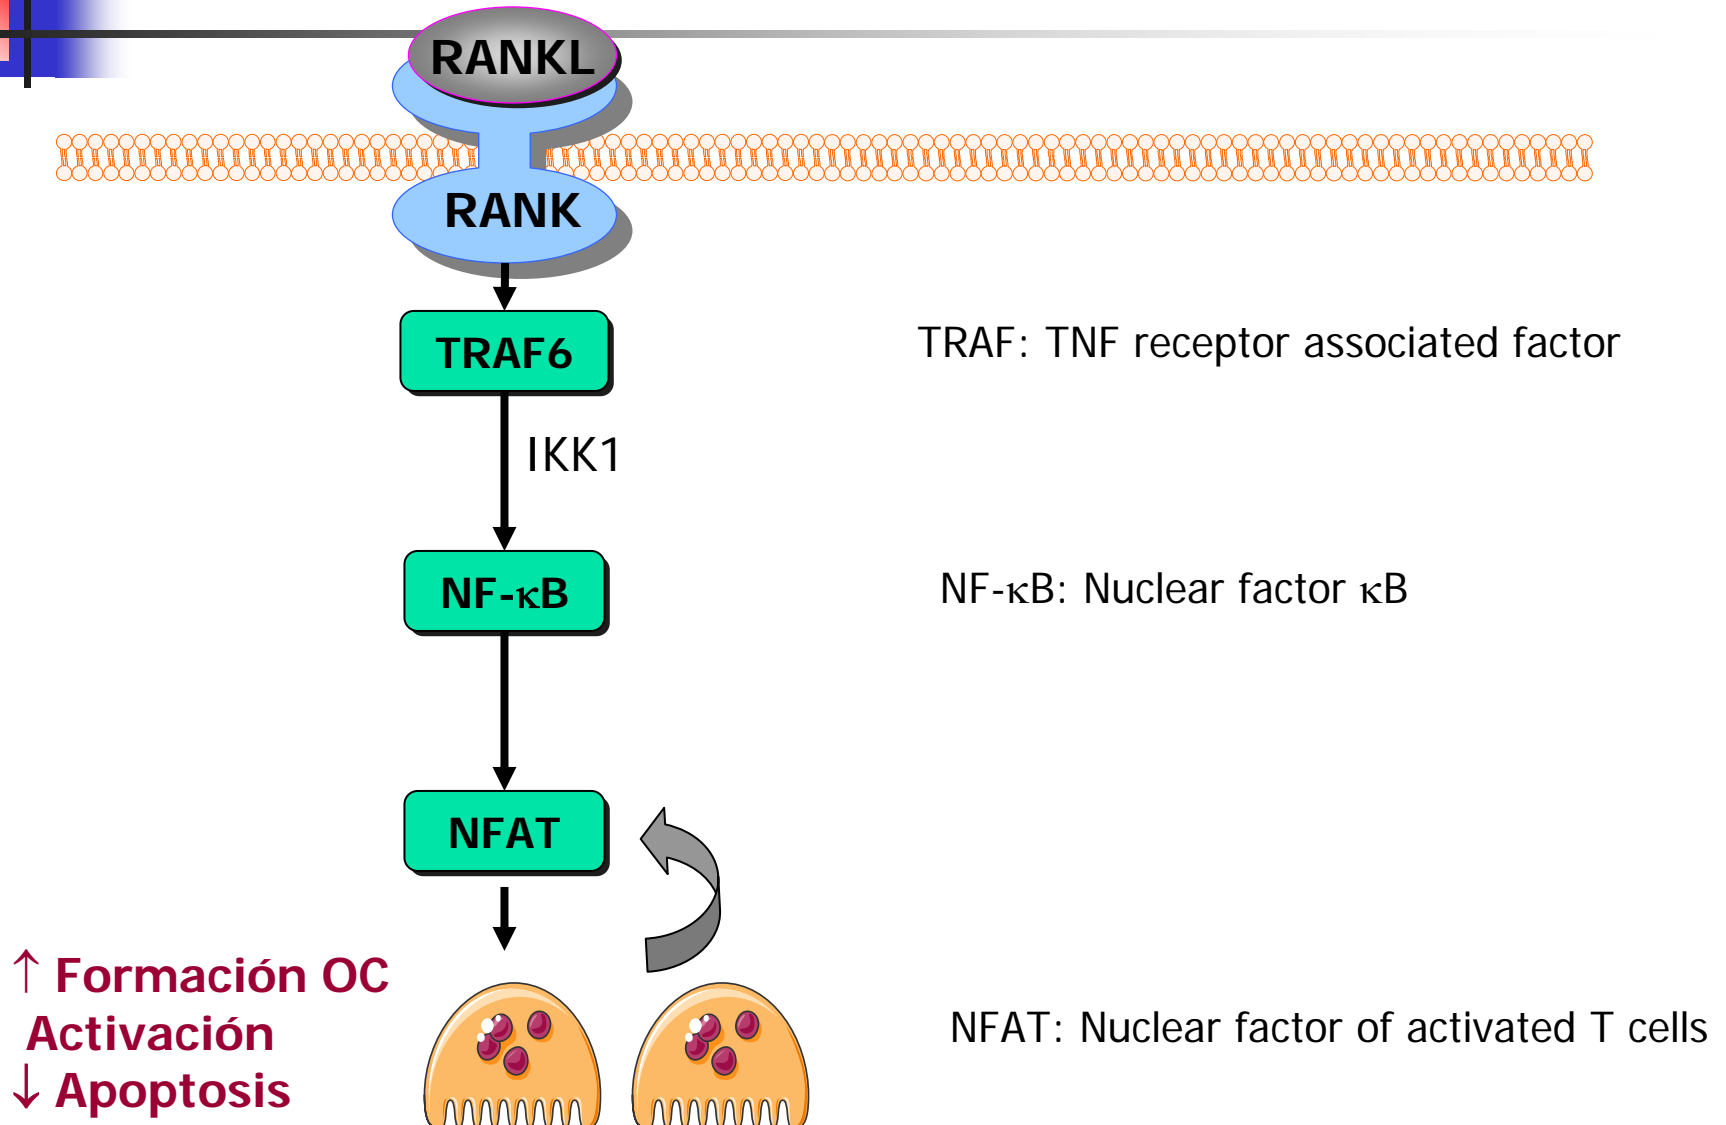 RANKL
RANK
TRAF6
TRAF: TNF receptor associated factor
IKK1
NF-κB
NF-κB: Nuclear factor κB
NFAT
↑ Formación OC
Activación
↓ Apoptosis
NFAT: Nuclear factor of activated T cells